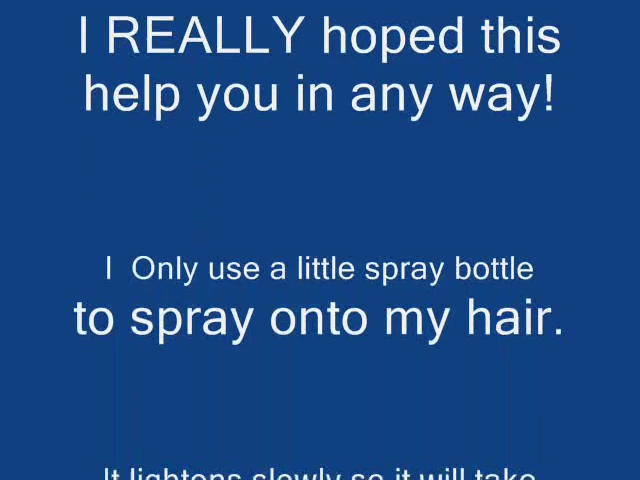 I REALLY hoped this
help you in any way!
I Only use a little spray bottle
to spray onto my hair.
It lightens slowly so it will take